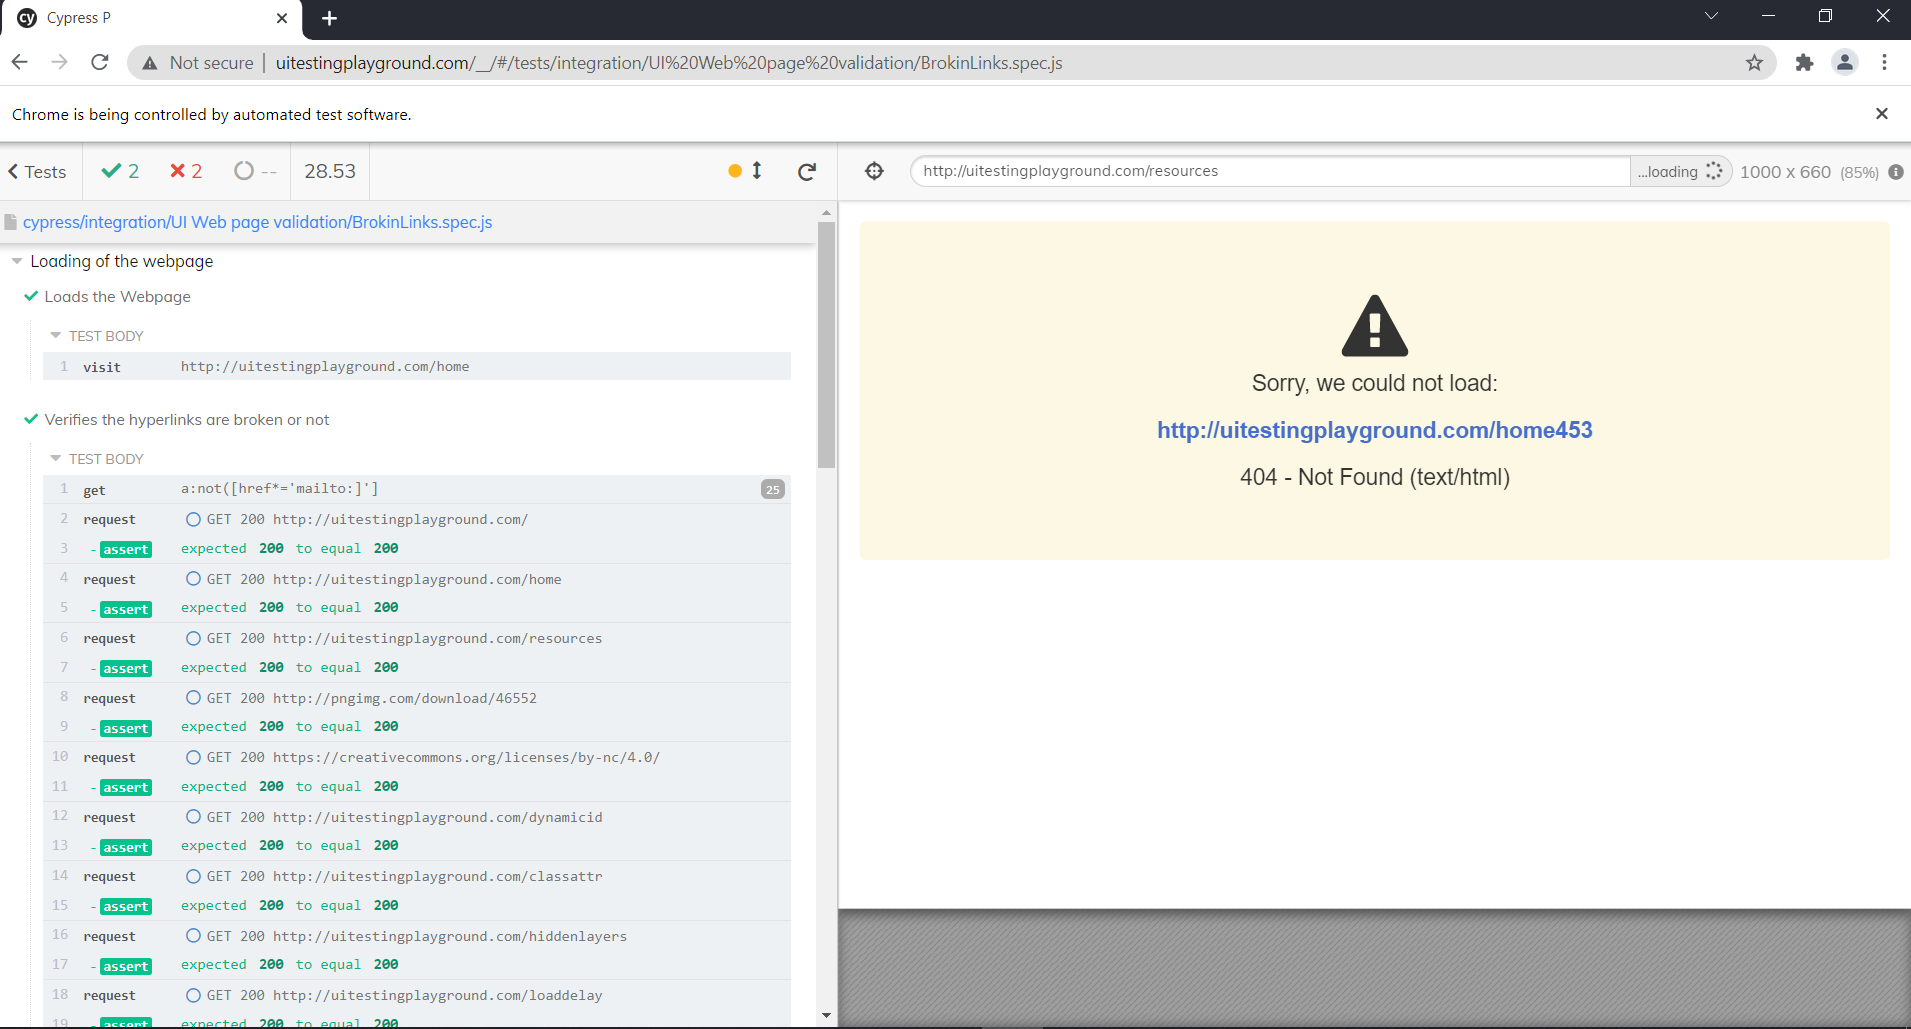 Cypress P
Not secure | uitestingplayground.com/__/#/tests/integration/UI%20Web%20page%20validation/BrokinLinks.spec.js
Chrome is being controlled by automated test software.
Tests 2 2 -- 28.53
http://uitestingplayground.com/resources ...loading 1000 x 660 (85%)
cypress/integration/UI Web page validation/BrokinLinks.spec.js
Loading of the webpage
Loads the Webpage
TEST BODY
1 visit http://uitestingplayground.com/home
Verifies the hyperlinks are broken or not
TEST BODY
1 get a:not([href*='mailto:]'] 25
2 request GET 200 http://uitestingplayground.com/
3 -assert expected 200 to equal 200
4 request GET 200 http://uitestingplayground.com/home
5 -assert expected 200 to equal 200
6 request GET 200 http://uitestingplayground.com/resources
7 -assert expected 200 to equal 200
8 request GET 200 http://pngimg.com/download/46552
9 -assert expected 200 to equal 200
10 request GET 200 https://creativecommons.org/licenses/by-nc/4.0/
11 -assert expected 200 to equal 200
12 request GET 200 http://uitestingplayground.com/dynamicid
13 -assert expected 200 to equal 200
14 request GET 200 http://uitestingplayground.com/classattr
15 -assert expected 200 to equal 200
16 request GET 200 http://uitestingplayground.com/hiddenlayers
17 -assert expected 200 to equal 200
18 request GET 200 http://uitestingplayground.com/loaddelay
19 -assert expected 200 to equal 200
Sorry, we could not load:
http://uitestingplayground.com/home453
404 - Not Found (text/html)